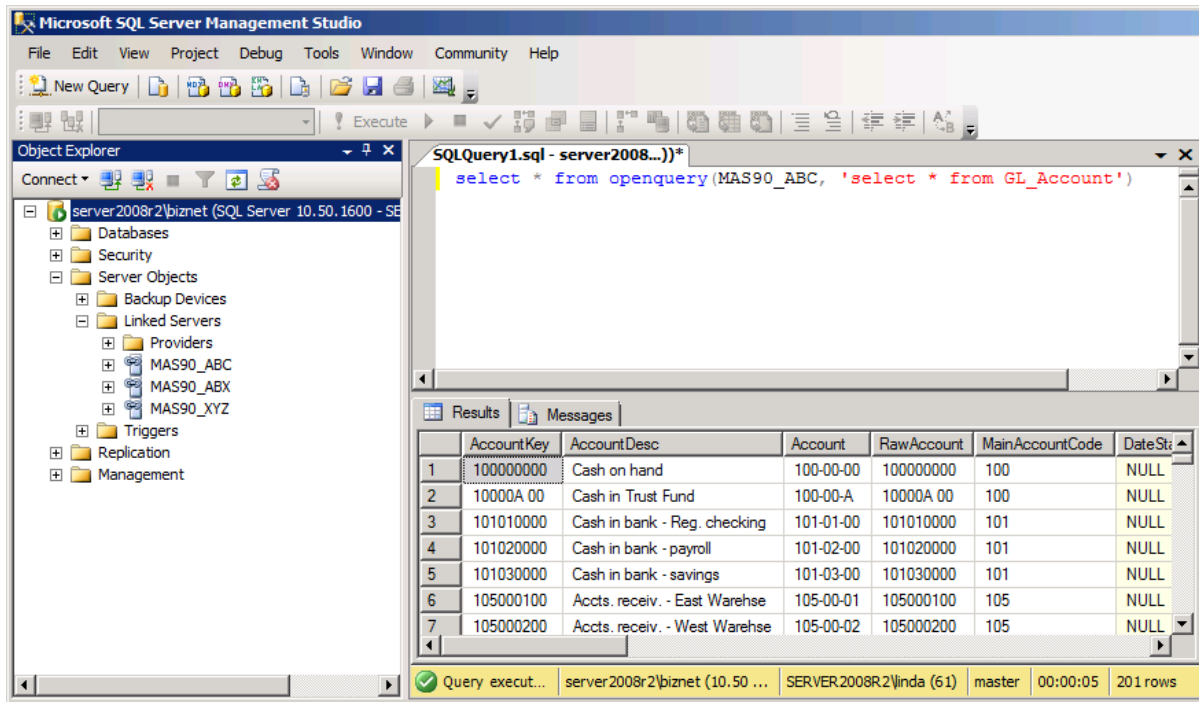 Microsoft SQL Server Management Studio
File Edit View Project Debug Tools Window Community Help
New Query
Execute
Object Explorer
Connect
server2008r2\biznet (SQL Server 10.50.1600 - SE
Databases
Security
Server Objects
Backup Devices
Linked Servers
Providers
MAS90_ABC
MAS90_ABX
MAS90_XYZ
Triggers
Replication
Management
SQLQuery1.sql - server2008...))*
select * from openquery(MAS90_ABC, 'select * from GL_Account')
Results Messages
AccountKey AccountDesc Account RawAccount MainAccountCode DateSta
1 100000000 Cash on hand 100-00-00 100000000 100 NULL
2 10000A 00 Cash in Trust Fund 100-00-A 10000A 00 100 NULL
3 101010000 Cash in bank - Reg. checking 101-01-00 101010000 101 NULL
4 101020000 Cash in bank - payroll 101-02-00 101020000 101 NULL
5 101030000 Cash in bank - savings 101-03-00 101030000 101 NULL
6 105000100 Accts. receiv. - East Warehse 105-00-01 105000100 105 NULL
7 105000200 Accts. receiv. - West Warehse 105-00-02 105000200 105 NULL
Query execut... server2008r2\biznet (10.50 ... SERVER2008R2\linda (61) master 00:00:05 201 rows